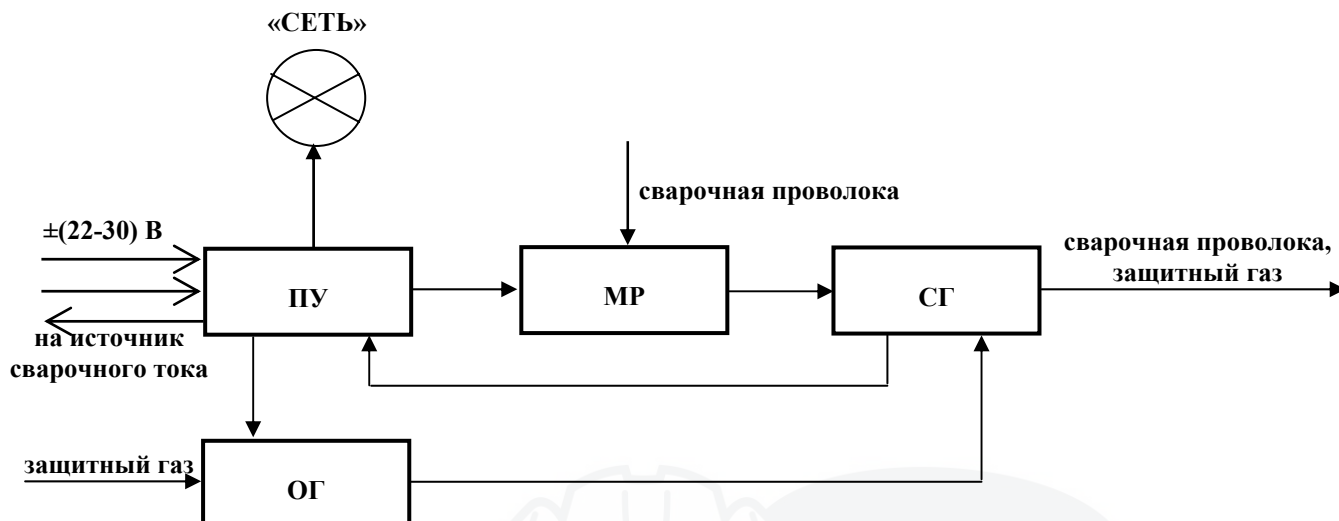 «СЕТЬ»
сварочная проволока
±(22-30) В
сварочная проволока,
защитный газ
ПУ
МР
СГ
на источник
сварочного тока
защитный газ
ОГ